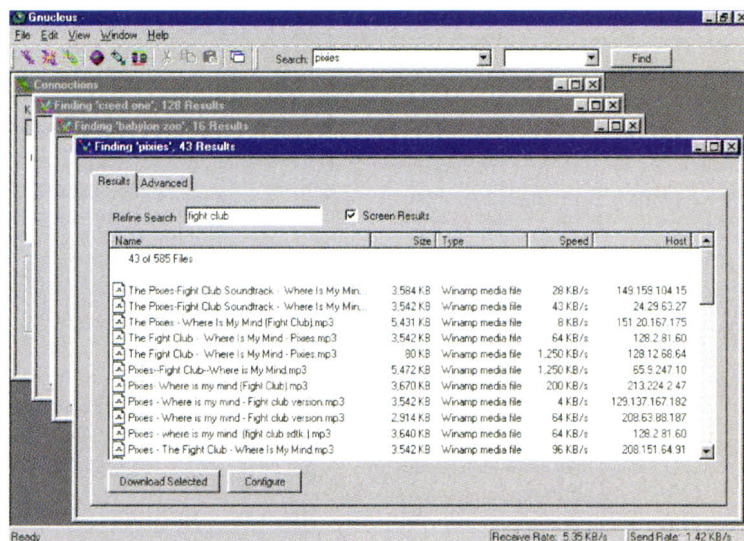 Gnucleus -
File Edit View Window Help
Search: pixies Find
Connections
K
Finding 'creed one', 128 Results
Finding 'babylon zoo', 16 Results
Finding 'pixies', 43 Results
Results Advanced
Refine Search fight club Screen Results
Name Size Type Speed Host
43 of 585 Files
The Pixies-Fight Club Soundtrack - Where Is My Min... 3,584 KB Winamp media file 28 KB/s 149.159.104.15
The Pixies-Fight Club Soundtrack - Where Is My Min... 3,542 KB Winamp media file 43 KB/s 24.29.63.27
The Pixies - Where Is My Mind (Fight Club).mp3 5,431 KB Winamp media file 8 KB/s 151.20.167.175
The Fight Club - Where Is My Mind - Pixies.mp3 3,542 KB Winamp media file 64 KB/s 128.2.81.60
The Fight Club - Where Is My Mind - Pixies.mp3 80 KB Winamp media file 1,250 KB/s 128.12.68.64
Pixies--Fight Club--Where is My Mind.mp3 5,472 KB Winamp media file 1,250 KB/s 65.9.247.10
Pixies- Where is my mind (Fight Club).mp3 3,670 KB Winamp media file 200 KB/s 213.224.2.47
Pixies - Where is my mind - Fight club version.mp3 3,542 KB Winamp media file 4 KB/s 129.137.167.182
Pixies - Where is my mind - Fight club version.mp3 2,914 KB Winamp media file 64 KB/s 208.63.88.187
Pixies - where is my mind (fight club sdtk.).mp3 3,640 KB Winamp media file 64 KB/s 128.2.81.60
Pixies - The Fight Club - Where Is My Mind.mp3 3,542 KB Winamp media file 96 KB/s 208.151.64.91
Download Selected Configure
Ready Receive Rate: 5.35 KB/s Send Rate: 1.42 KB/s